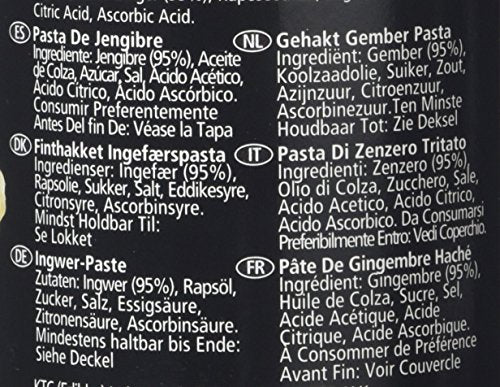 Citric Acid, Ascorbic Acid.
ES Pasta De Jengibre
Ingrediente: Jengibre (95%), Aceite
de Colza, Azúcar, Sal, Ácido Acético,
Ácido Cítrico, Ácido Ascórbico.
Consumir Preferentemente
Antes Del fin De: Véase la Tapa
DK Finthakket Ingefærspasta
Ingredienser: Ingefær (95%),
Rapsolie, Sukker, Salt, Eddikesyre,
Citronsyre, Ascorbinsyre.
Mindst Holdbar Til:
Se Lokket
DE Ingwer-Paste
Zutaten: Ingwer (95%), Rapsöl,
Zucker, Salz, Essigsäure,
Zitronensäure, Ascorbinsäure.
Mindestens haltbar bis Ende:
Siehe Deckel
NL Gehakt Gember Pasta
Ingrediënt: Gember (95%),
Koolzaadolie, Suiker, Zout,
Azijnzuur, Citroenzuur,
Ascorbinezuur.Ten Minste
Houdbaar Tot: Zie Deksel
IT Pasta Di Zenzero Tritato
Ingredienti: Zenzero (95%),
Olio di Colza, Zucchero, Sale,
Acido Acetico, Acido Citrico,
Acido Ascorbico. Da Consumarsi
Preferibilmente Entro: Vedi Coperchio.
FR Pâte De Gingembre Haché
Ingrédient: Gingembre (95%),
Huile de Colza, Sucre, Sel,
Acide Acétique, Acide
Citrique, Acide Ascorbique.
À Consommer de Préférence
Avant Fin: Voir Couvercle